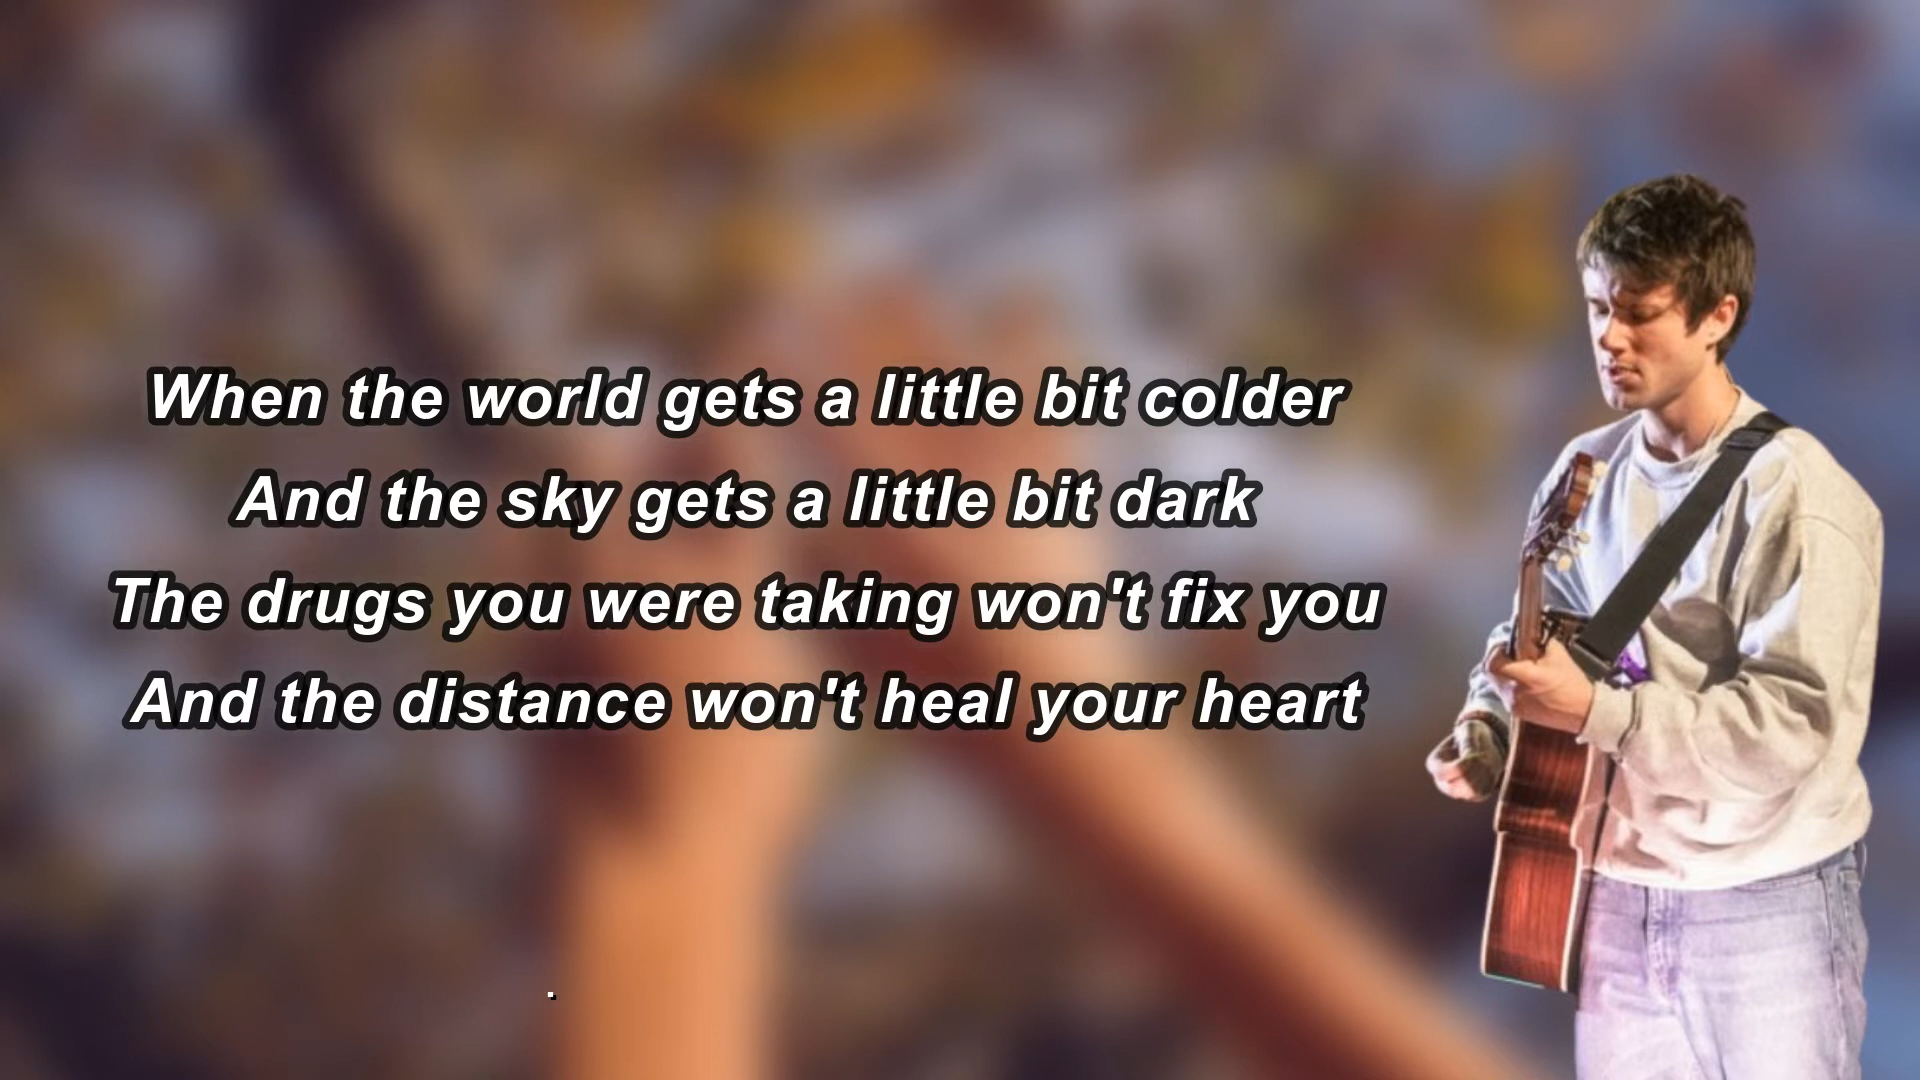 When the world gets a little bit colder
And the sky gets a little bit dark
The drugs you were taking won't fix you
And the distance won't heal your heart
.